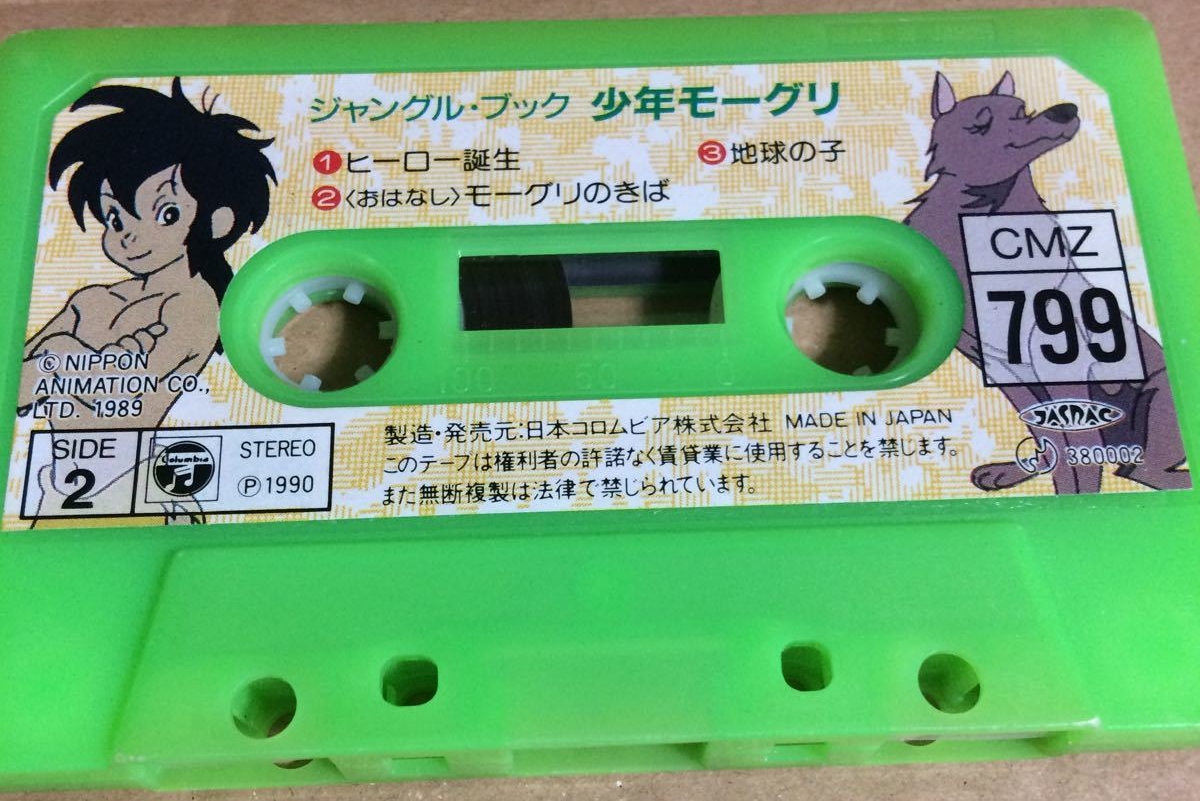 ジャングル・ブック 少年モーグリ
1 ヒーロー誕生
2 〈おはなし〉モーグリのきば
3 地球の子
CMZ
799
© NIPPON
ANIMATION CO.,
LTD. 1989
SIDE
2
Columbia
STEREO
Ⓟ1990
製造・発売元:日本コロムビア株式会社 MADE IN JAPAN
このテープは権利者の許諾なく賃貸業に使用することを禁じます。
また無断複製は法律で禁じられています。
JASRAC
380002
100 50 0